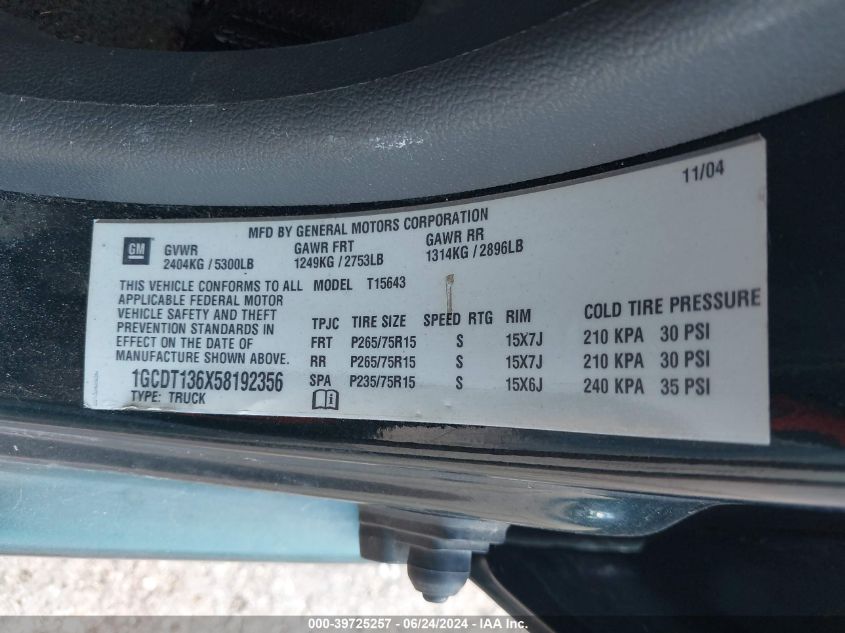 11/04
MFD BY GENERAL MOTORS CORPORATION
GM GVWR GAWR FRT GAWR RR
2404KG / 5300LB 1249KG / 2753LB 1314KG / 2896LB
THIS VEHICLE CONFORMS TO ALL MODEL T15643
APPLICABLE FEDERAL MOTOR
VEHICLE SAFETY AND THEFT
PREVENTION STANDARDS IN
EFFECT ON THE DATE OF
MANUFACTURE SHOWN ABOVE.
1GCDT136X58192356
TYPE: TRUCK
TPJC TIRE SIZE SPEED RTG RIM COLD TIRE PRESSURE
FRT P265/75R15 S 15X7J 210 KPA 30 PSI
RR P265/75R15 S 15X7J 210 KPA 30 PSI
SPA P235/75R15 S 15X6J 240 KPA 35 PSI
000-39725257 - 06/24/2024 - IAA Inc.